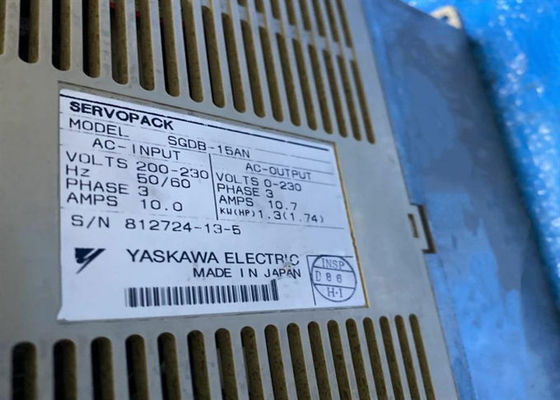 SERVOPACK
MODEL SGDB-15AN
AC-INPUT
VOLTS 200-230
Hz 50/60
PHASE 3
AMPS 10.0
AC-OUTPUT
VOLTS 0-230
PHASE 3
AMPS 10.7
KW(HP) 1.3(1.74)
S/N 812724-13-5
YASKAWA ELECTRIC
MADE IN JAPAN
INSP
D86
H-1